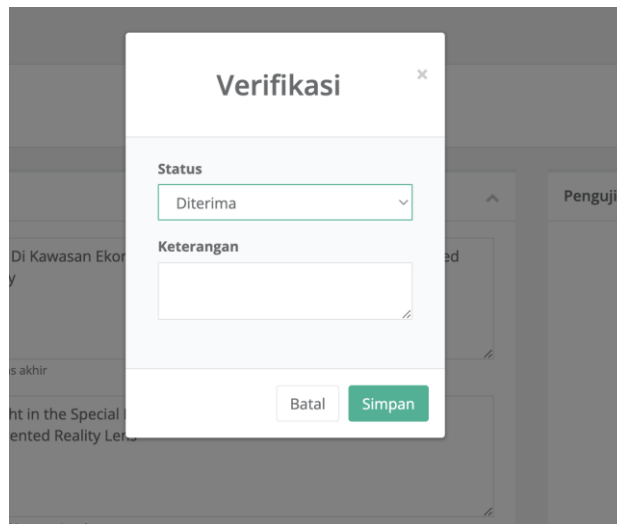 Verifikasi
×
Status
Diterima
Keterangan
Batal
Simpan
Penguji
Di Kawasan Ekon
ed
y
s akhir
ht in the Special
ented Reality Lens